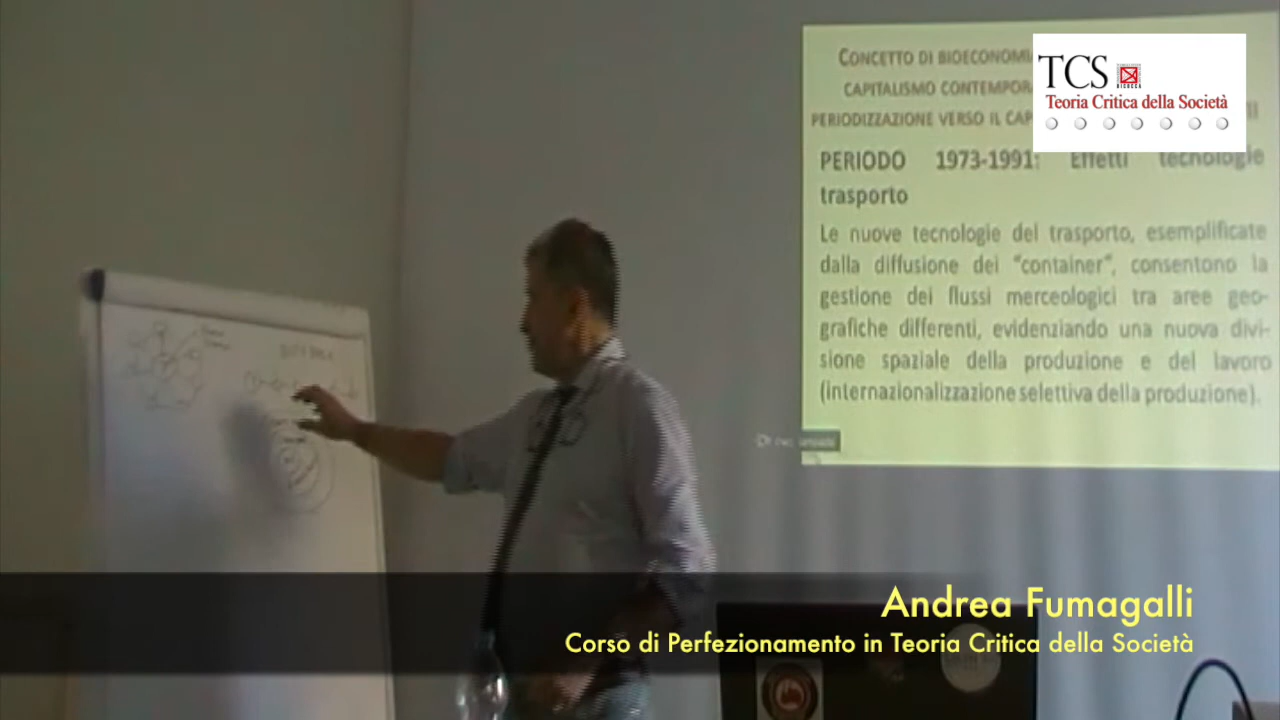 CONCETTO DI BIOECONOMIA
CAPITALISMO
PERIODIZZAZIONE VERSO IL
TCS
BICOCCA
Teoria Critica della Società
PERIODO 1973-1991: Effetti tecnologie
trasporto
Le nuove tecnologie del trasporto, esemplificate
dalla diffusione dei "container", consentono la
gestione dei flussi merceologici tra aree geo-
grafiche differenti, evidenziando una nuova divi-
sione spaziale della produzione e del lavoro
(internazionalizzazione selettiva della produzione).
Andrea Fumagalli
Corso di Perfezionamento in Teoria Critica della Società